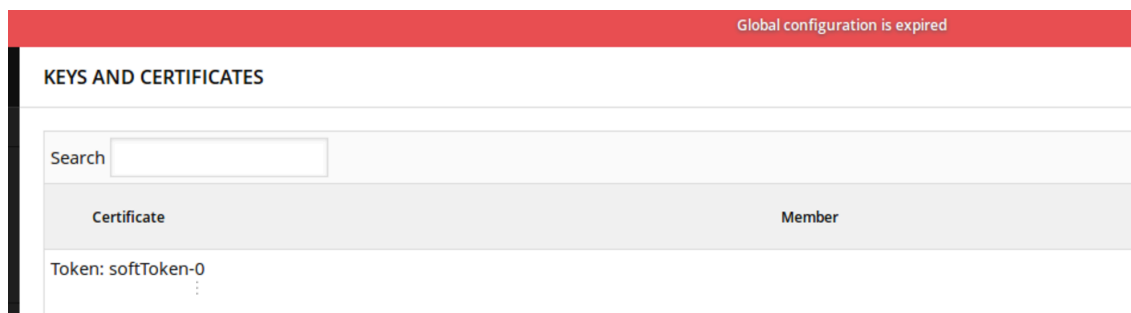 Global configuration is expired
KEYS AND CERTIFICATES
Search
Certificate Member
Token: softToken-0